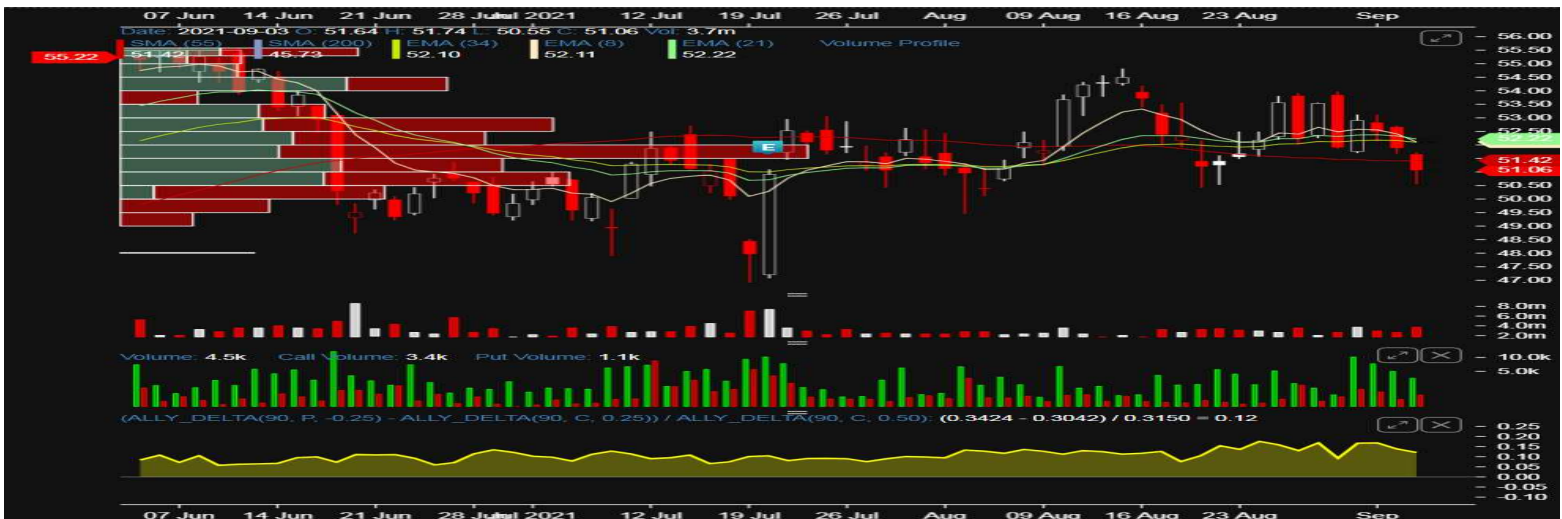 07 Jun 14 Jun 21 Jun 28 Jun Jul 2021 12 Jul 19 Jul 26 Jul Aug 09 Aug 16 Aug 23 Aug Sep
Date: 2021-09-03 O: 51.64 H: 51.74 L: 50.55 C: 51.06 Vol: 3.7m
SMA (55) SMA (200) EMA (34) EMA (8) EMA (21) Volume Profile
51.42 45.73 52.10 52.11 52.22
55.22
56.00
55.50
55.00
54.50
54.00
53.50
53.00
52.50
52.22
51.42
51.06
50.50
50.00
49.50
49.00
48.50
48.00
47.50
47.00
E
8.0m
6.0m
4.0m
2.0m
Volume: 4.5k Call Volume: 3.4k Put Volume: 1.1k
10.0k
5.0k
(ALLY_DELTA(90, P, -0.25) - ALLY_DELTA(90, C, 0.25)) / ALLY_DELTA(90, C, 0.50): (0.3424 - 0.3042) / 0.3150 = 0.12
0.25
0.20
0.15
0.10
0.05
0.00
-0.05
-0.10
07 Jun 14 Jun 21 Jun 28 Jun Jul 2021 12 Jul 19 Jul 26 Jul Aug 09 Aug 16 Aug 23 Aug Sep